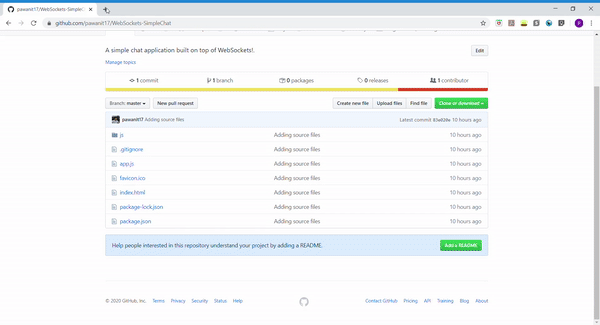 pawanit17/WebSockets-SimpleChat
github.com/pawanit17/WebSockets-SimpleChat
A simple chat application built on top of WebSockets!.
Edit
Manage topics
1 commit 1 branch 0 packages 0 releases 1 contributor
Branch: master New pull request Create new file Upload files Find file Clone or download
pawanit17 Adding source files Latest commit 10 hours ago
js Adding source files 10 hours ago
.gitignore Adding source files 10 hours ago
app.js Adding source files 10 hours ago
favicon.ico Adding source files 10 hours ago
index.html Adding source files 10 hours ago
package-lock.json Adding source files 10 hours ago
package.json Adding source files 10 hours ago
Help people interested in this repository understand your project by adding a README. Add a README
© 2020 GitHub, Inc. Terms Privacy Security Status Help Contact GitHub Pricing API Training Blog About